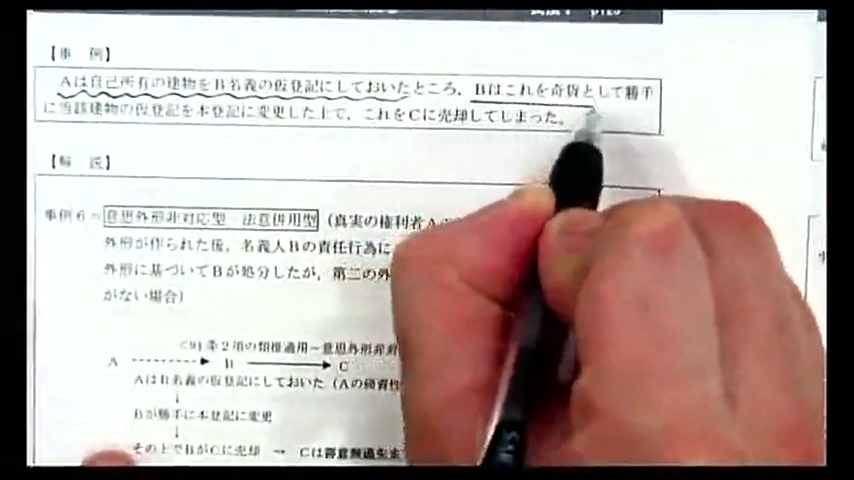 【事 例】
Aは自己所有の建物をB名義の仮登記にしておいたところ、Bはこれを奇貨として勝手
に当該建物の仮登記を本登記に変更した上で、これをCに売却してしまった。
【解 説】
事例6＝意思外形非対応型－法意併用型（真実の権利者A
外形が作られた後，名義人Bの背信行為に
外形に基づいてBが処分したが，第二の外
がない場合）
<94条2項の類推適用－意思外形非
A B C
AはB名義の仮登記にしておいた（Aの帰責性
↓
Bが勝手に本登記に変更
↓
その上でBがCに売却 → Cは善意無過失